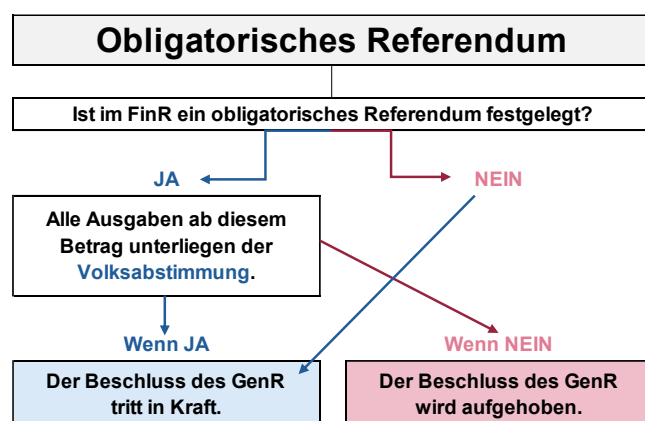 Obligatorisches Referendum
Ist im FinR ein obligatorisches Referendum festgelegt?
JA
NEIN
Alle Ausgaben ab diesem
Betrag unterliegen der
Volksabstimmung.
Wenn JA
Wenn NEIN
Der Beschluss des GenR
tritt in Kraft.
Der Beschluss des GenR
wird aufgehoben.